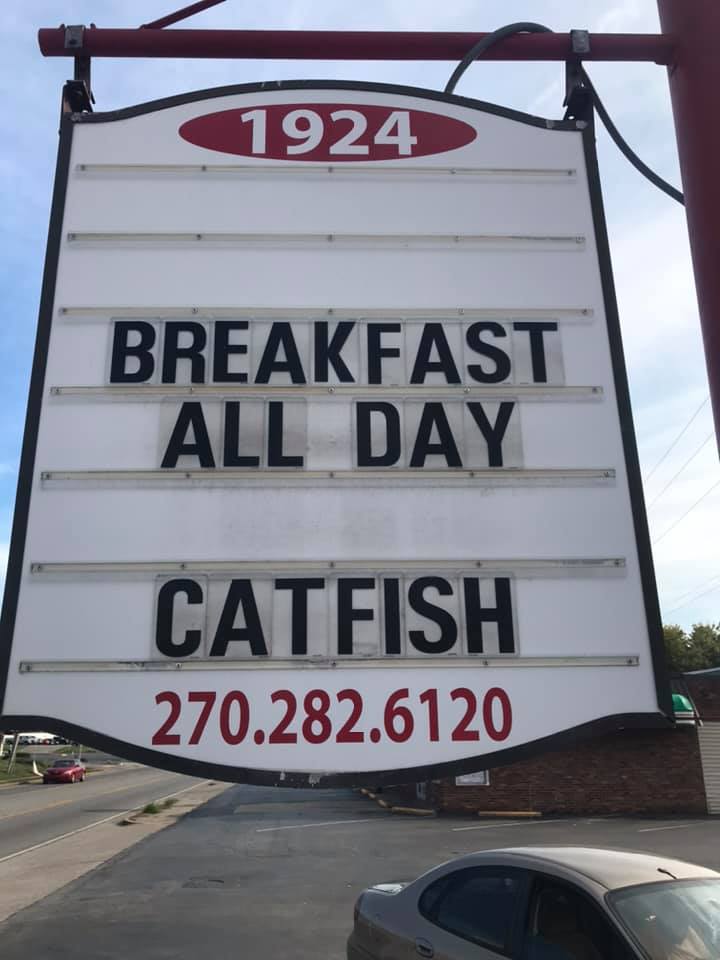 1924
BREAKFAST
ALL DAY
CATFISH
270.282.6120